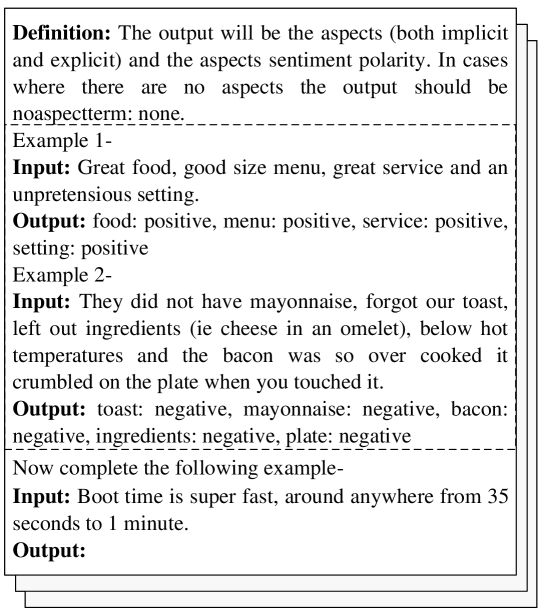 Definition: The output will be the aspects (both implicit
and explicit) and the aspects sentiment polarity. In cases
where there are no aspects the output should be
noaspectterm: none.
Example 1-
Input: Great food, good size menu, great service and an
unpretensious setting.
Output: food: positive, menu: positive, service: positive,
setting: positive
Example 2-
Input: They did not have mayonnaise, forgot our toast,
left out ingredients (ie cheese in an omelet), below hot
temperatures and the bacon was so over cooked it
crumbled on the plate when you touched it.
Output: toast: negative, mayonnaise: negative, bacon:
negative, ingredients: negative, plate: negative
Now complete the following example-
Input: Boot time is super fast, around anywhere from 35
seconds to 1 minute.
Output: